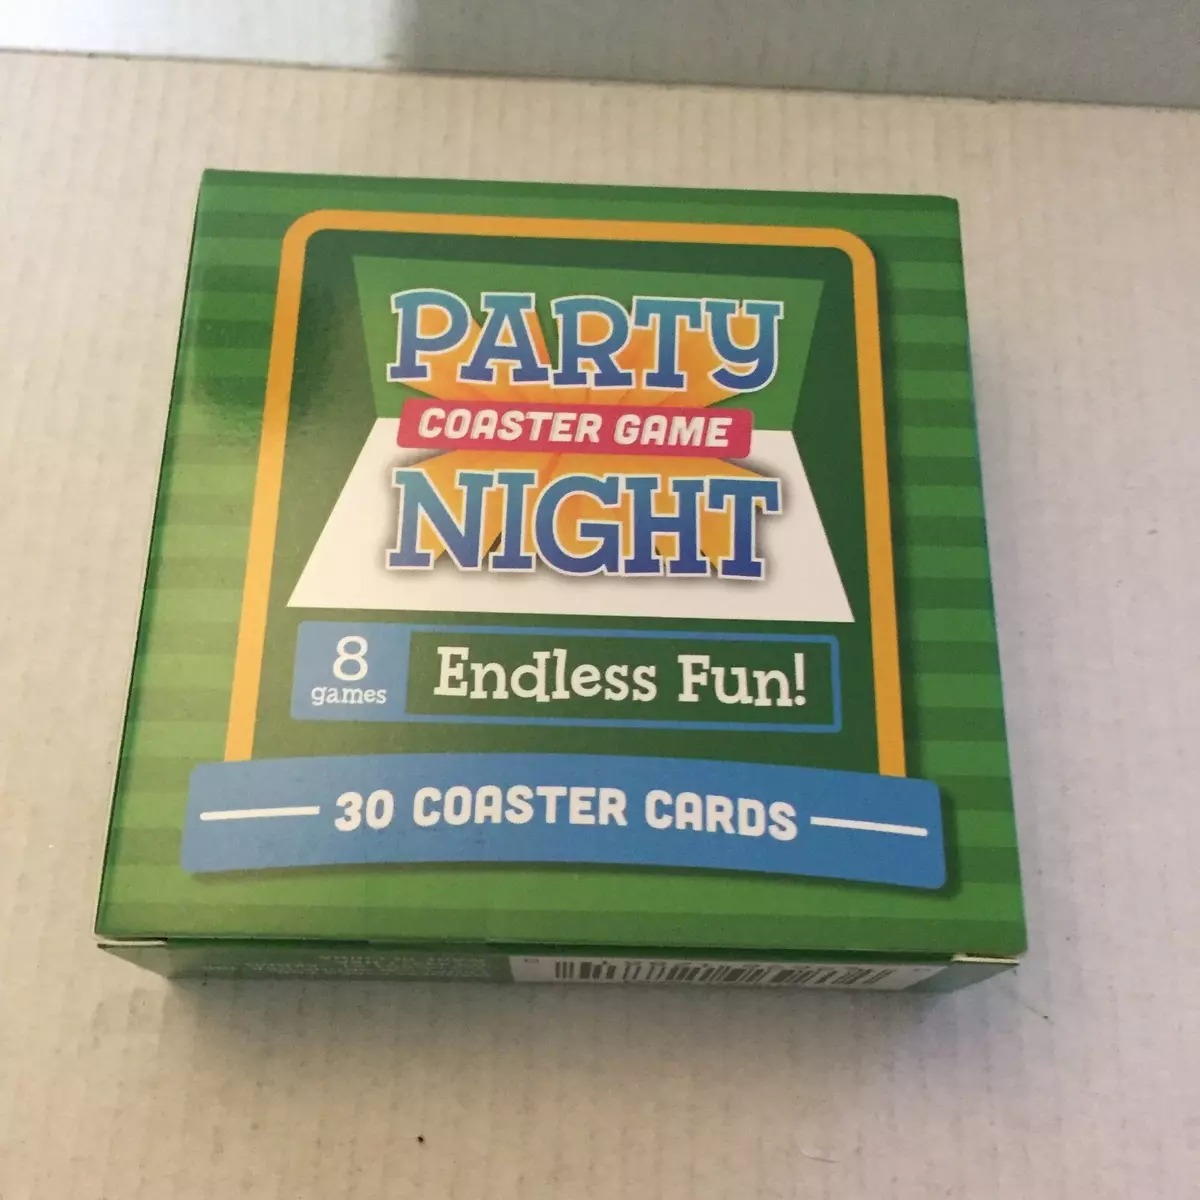 PARTY
COASTER GAME
NIGHT
8
games
Endless Fun!
30 COASTER CARDS